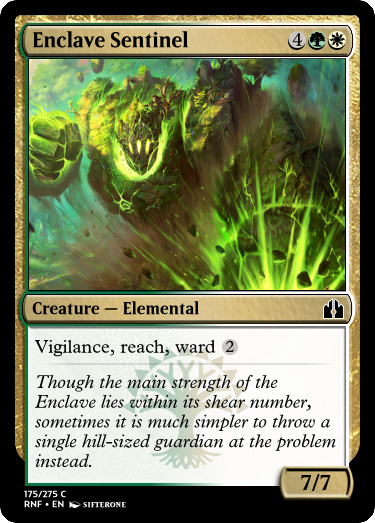 Enclave Sentinel 4
Creature — Elemental
Vigilance, reach, ward 2
Though the main strength of the
Enclave lies within its shear number,
sometimes it is much simpler to throw a
single hill-sized guardian at the problem
instead.
7/7
175/275 C
RNF • EN SIFTERONE